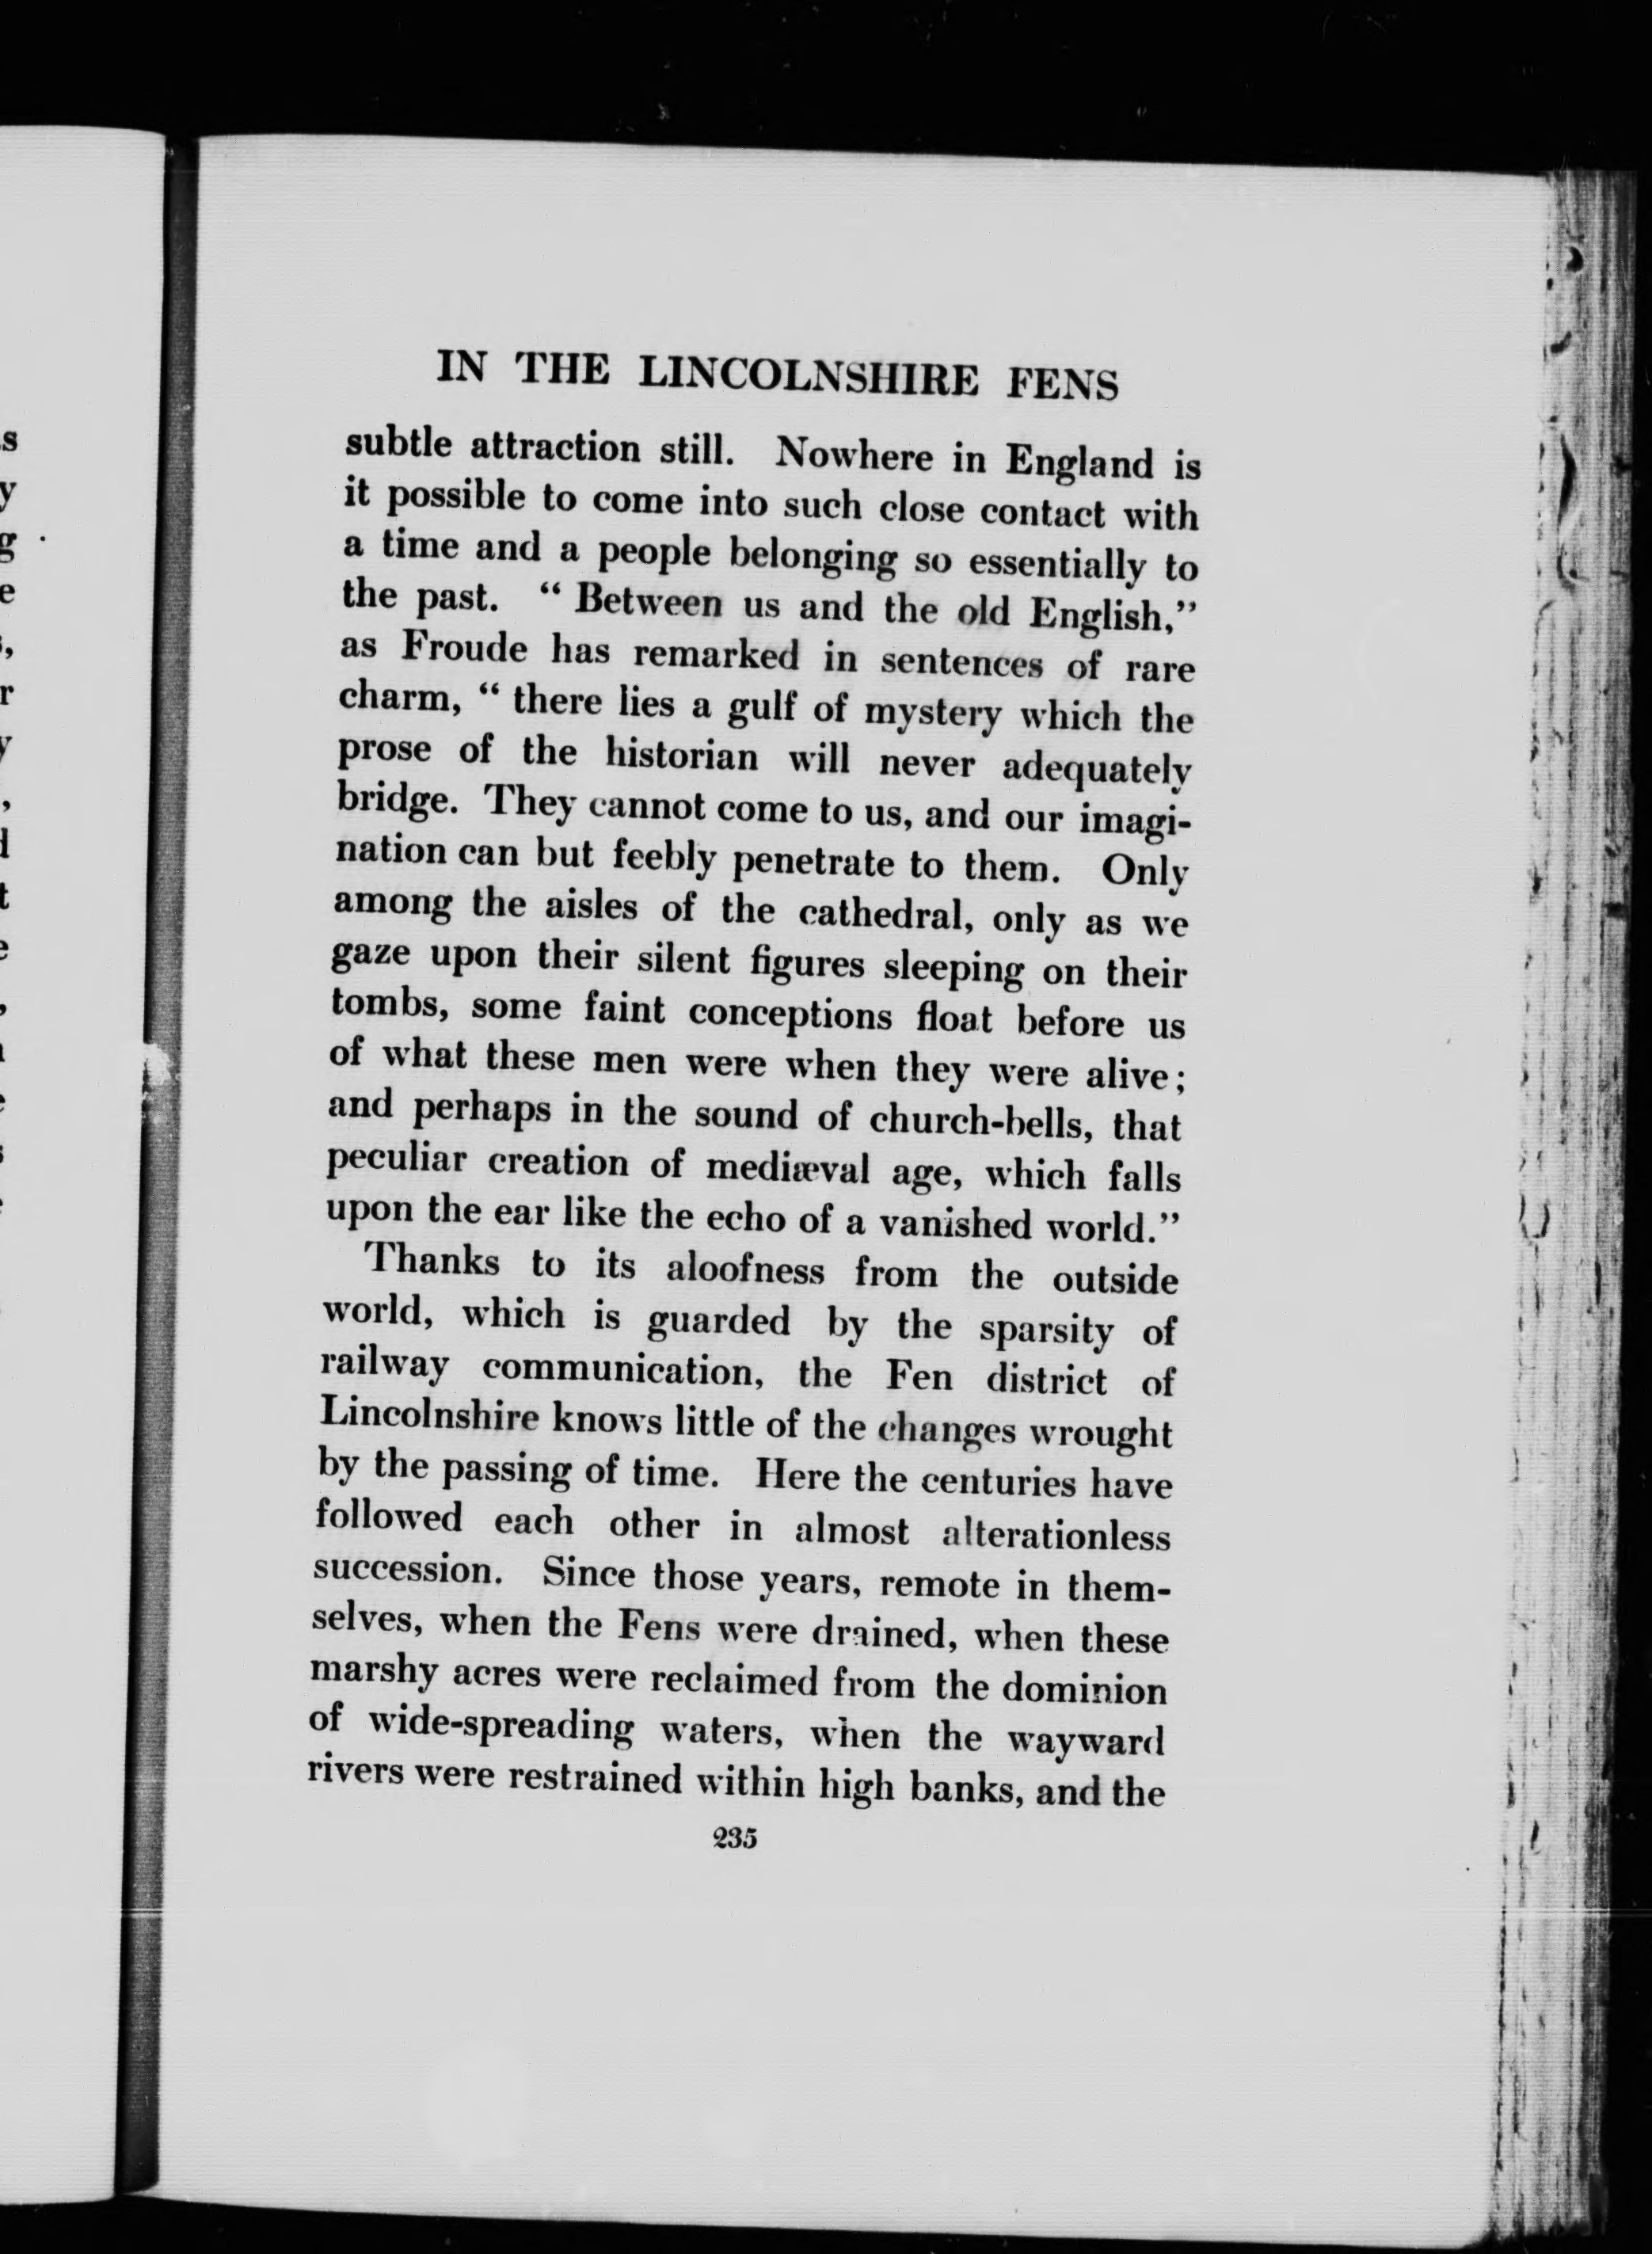 IN THE LINCOLNSHIRE FENS
subtle attraction still. Nowhere in England is
it possible to come into such close contact with
a time and a people belonging so essentially to
the past. “ Between us and the old English,”
as Froude has remarked in sentences of rare
charm, “ there lies a gulf of mystery which the
prose of the historian will never adequately
bridge. They cannot come to us, and our imagi-
nation can but feebly penetrate to them. Only
among the aisles of the cathedral, only as we
gaze upon their silent figures sleeping on their
tombs, some faint conceptions float before us
of what these men were when they were alive;
and perhaps in the sound of church-bells, that
peculiar creation of mediæval age, which falls
upon the ear like the echo of a vanished world.”
Thanks to its aloofness from the outside
world, which is guarded by the sparsity of
railway communication, the Fen district of
Lincolnshire knows little of the changes wrought
by the passing of time. Here the centuries have
followed each other in almost alterationless
succession. Since those years, remote in them-
selves, when the Fens were drained, when these
marshy acres were reclaimed from the dominion
of wide-spreading waters, when the wayward
rivers were restrained within high banks, and the
235